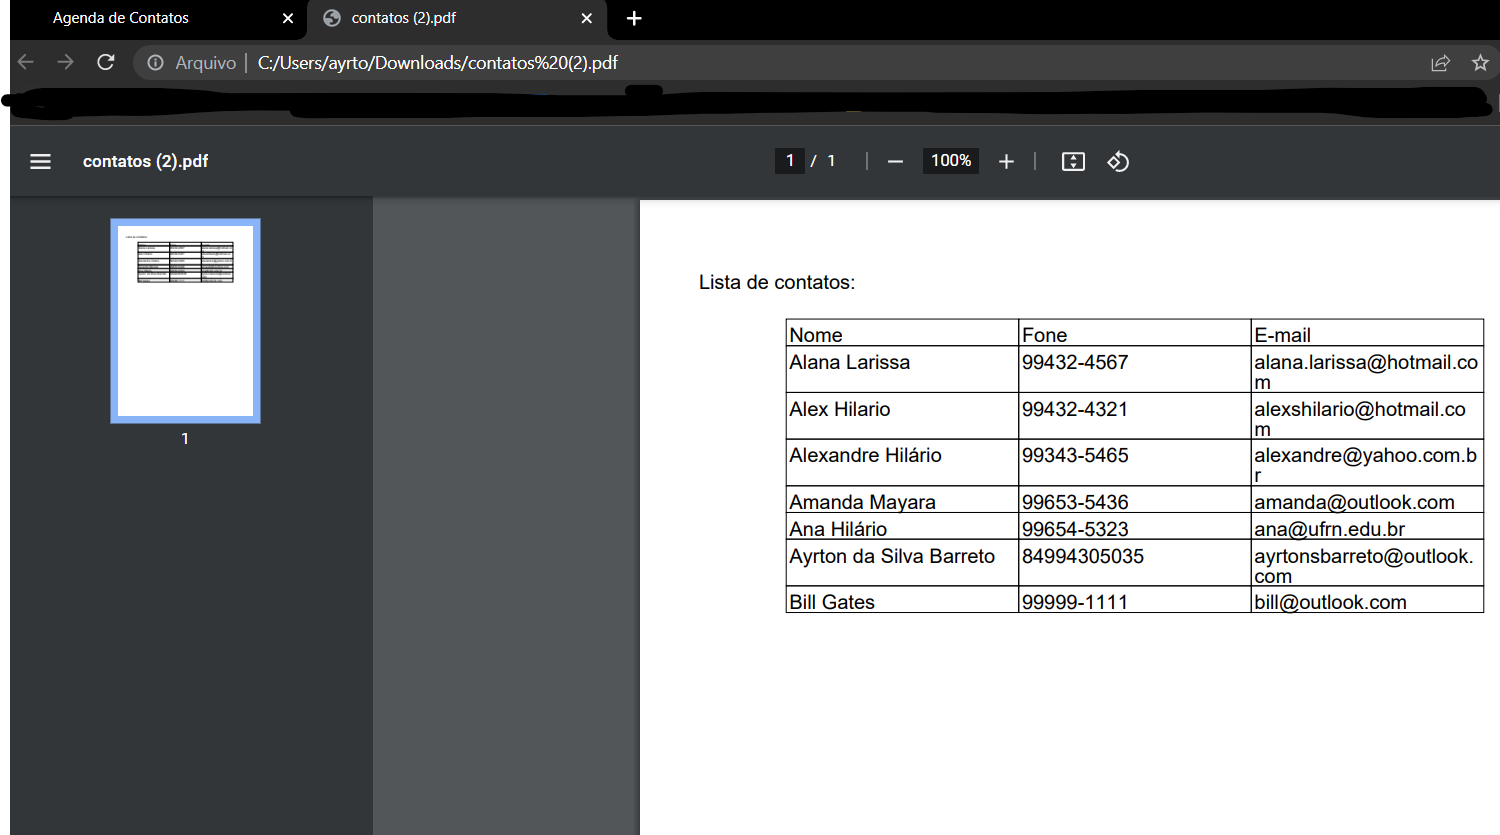 Agenda de Contatos
contatos (2).pdf
Arquivo | C:/Users/ayrto/Downloads/contatos%20(2).pdf
contatos (2).pdf
1 / 1
100%
1
Lista de contatos:
Nome Fone E-mail
Alana Larissa 99432-4567 alana.larissa@hotmail.co
m
Alex Hilario 99432-4321 alexshilario@hotmail.co
m
Alexandre Hilário 99343-5465 alexandre@yahoo.com.b
r
Amanda Mayara 99653-5436 amanda@outlook.com
Ana Hilário 99654-5323 ana@ufrn.edu.br
Ayrton da Silva Barreto 84994305035 ayrtonsbarreto@outlook.
com
Bill Gates 99999-1111 bill@outlook.com